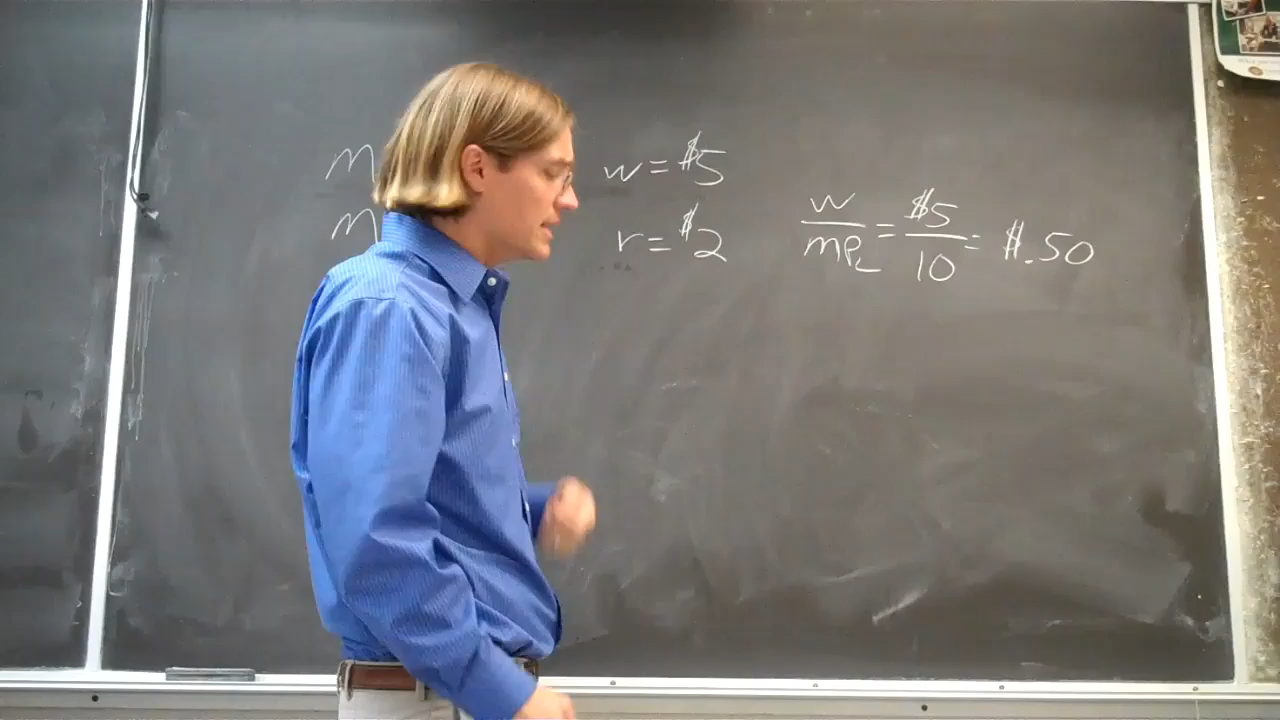 m w = $5
m r = $2
w/MPL = $5/10 = $.50